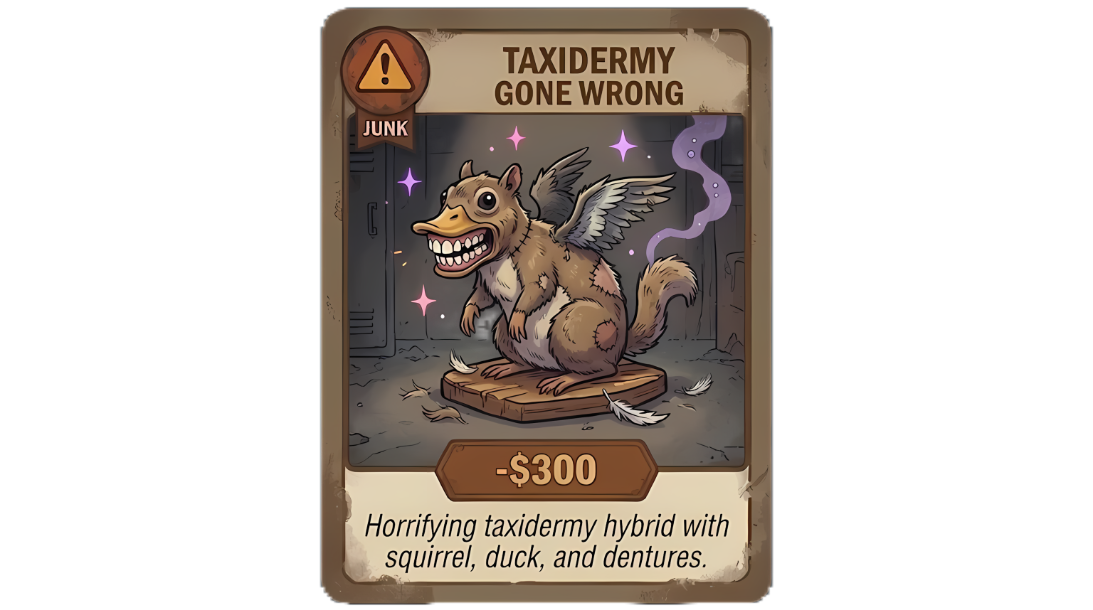 TAXIDERMY
GONE WRONG
JUNK
-$300
Horrifying taxidermy hybrid with
squirrel, duck, and dentures.